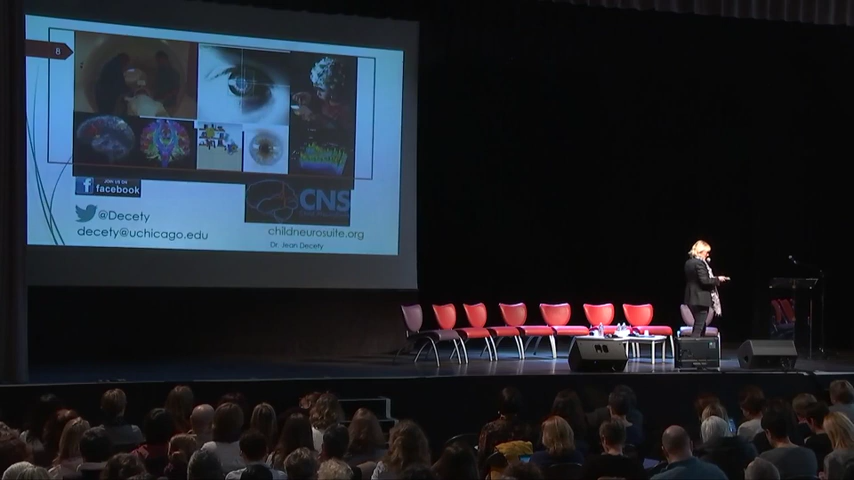 8
JOIN US ON
facebook
CNS
@Decety
decety@uchicago.edu
childneurosuite.org
Dr. Jean Decety